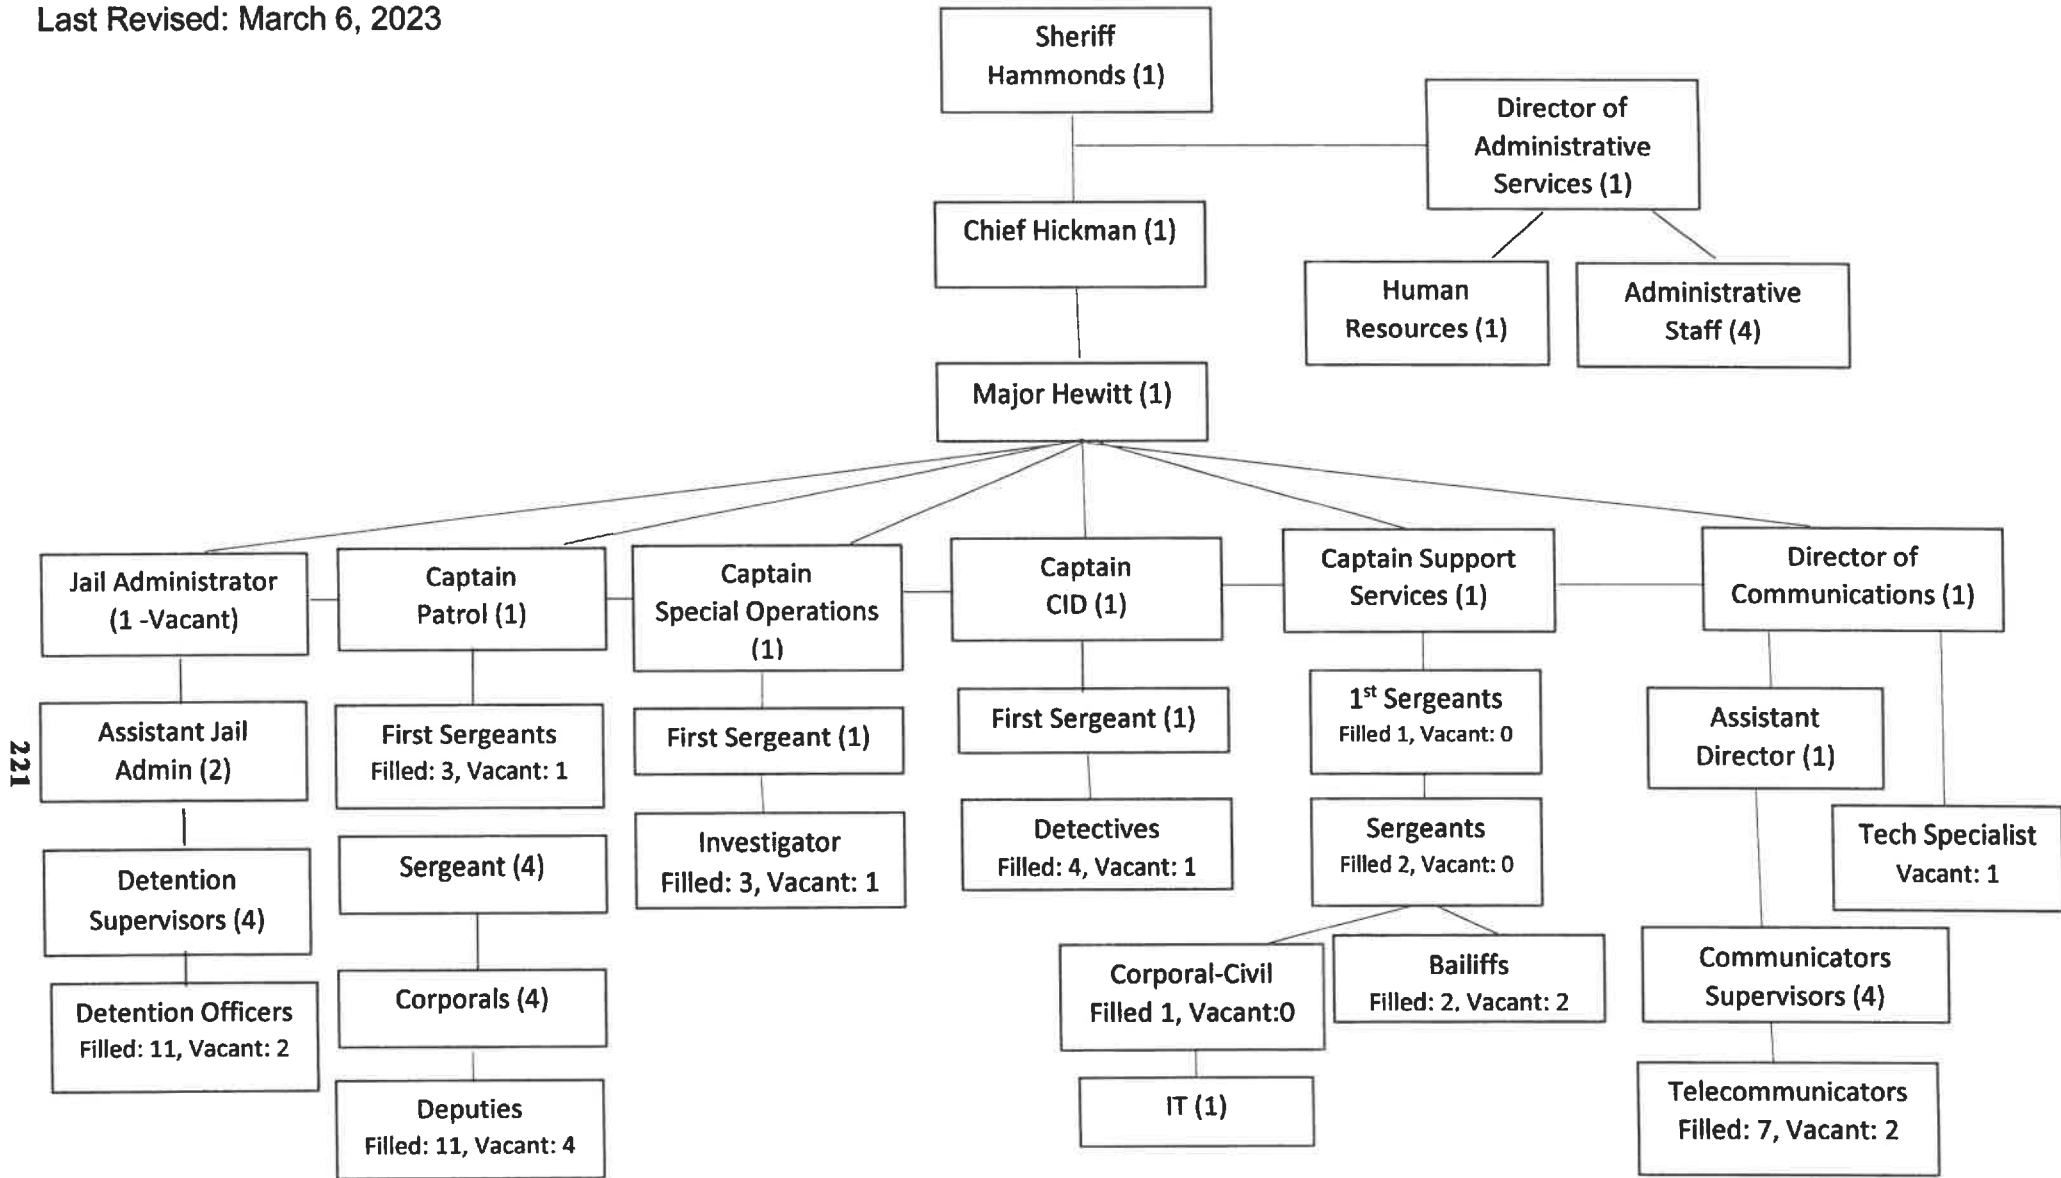 Last Revised: March 6, 2023
Sheriff
Hammonds (1)
Director of
Administrative
Services (1)
Chief Hickman (1)
Human
Resources (1)
Administrative
Staff (4)
Major Hewitt (1)
Jail Administrator
(1 -Vacant)
Captain
Patrol (1)
Captain
Special Operations
(1)
Captain
CID (1)
Captain Support
Services (1)
Director of
Communications (1)
Assistant Jail
Admin (2)
First Sergeants
Filled: 3, Vacant: 1
First Sergeant (1)
First Sergeant (1)
1st Sergeants
Filled 1, Vacant: 0
Assistant
Director (1)
221
Detention
Supervisors (4)
Sergeant (4)
Investigator
Filled: 3, Vacant: 1
Detectives
Filled: 4, Vacant: 1
Sergeants
Filled 2, Vacant: 0
Tech Specialist
Vacant: 1
Detention Officers
Filled: 11, Vacant: 2
Corporals (4)
Corporal-Civil
Filled 1, Vacant:0
Bailiffs
Filled: 2, Vacant: 2
Communicators
Supervisors (4)
Deputies
Filled: 11, Vacant: 4
IT (1)
Telecommunicators
Filled: 7, Vacant: 2